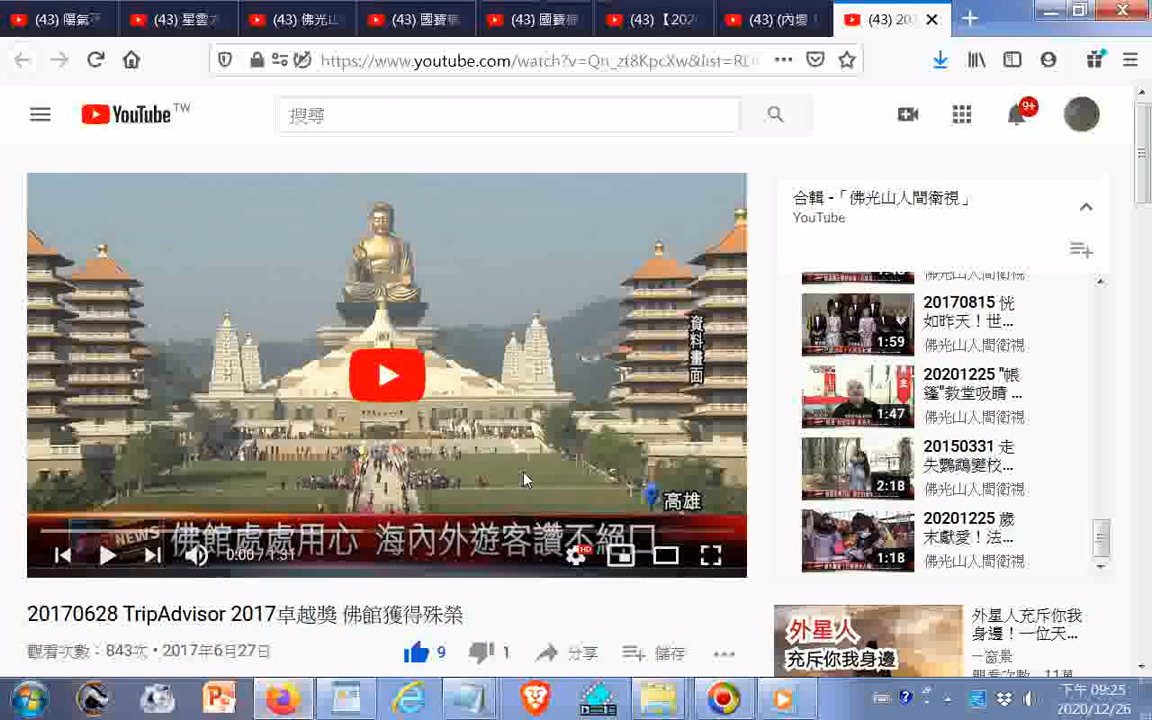 (43) 陽氣
(43) 星雲
(43) 佛光山
(43) 國寶
(43) 國寶
(43) 【202
(43) (內
(43) 20
https://www.youtube.com/watch?v=Qn_zt8KpcXw&list=RD
YouTube TW
搜尋
9+
合輯 -「佛光山人間衛視」
YouTube
佛光山人間衛視
20170815 恍
如昨天！世...
佛光山人間衛視
1:59
20201225 "帳
篷"教堂吸睛 ...
佛光山人間衛視
1:47
20150331 走
失鸚鵡變校...
佛光山人間衛視
2:18
20201225 歲
末獻愛！法...
佛光山人間衛視
1:18
資料畫面
高雄
NEWS
佛館處處用心 海內外遊客讚不絕口
0:00 / 1:31
HD
20170628 TripAdvisor 2017卓越獎 佛館獲得殊榮
觀看次數：843次 • 2017年6月27日
9
1
分享
儲存
外星人
充斥你我身邊
外星人充斥你我
身邊！一位天...
一窗景
觀看次數：11萬
下午 09:25
2020/12/26